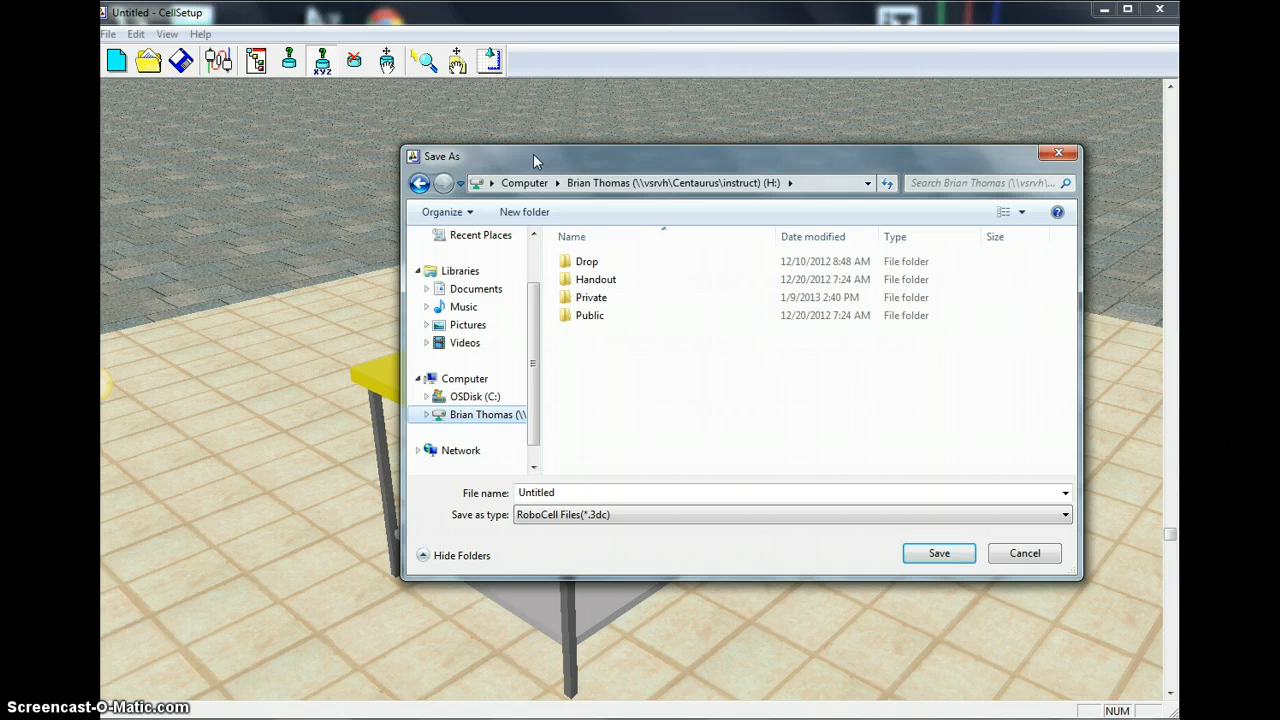 Untitled - CellSetup
File Edit View Help
xyz
Save As
Computer Brian Thomas (\\vsrvh\Centaurus\instruct) (H:)
Search Brian Thomas (\\vsrvh\...
Organize New folder
Recent Places
Libraries
Documents
Music
Pictures
Videos
Computer
OSDisk (C:)
Brian Thomas (\\
Network
Name Date modified Type Size
Drop 12/10/2012 8:48 AM File folder
Handout 12/20/2012 7:24 AM File folder
Private 1/9/2013 2:40 PM File folder
Public 12/20/2012 7:24 AM File folder
File name: Untitled
Save as type: RoboCell Files(*.3dc)
Hide Folders Save Cancel
Screencast-O-Matic.com
NUM